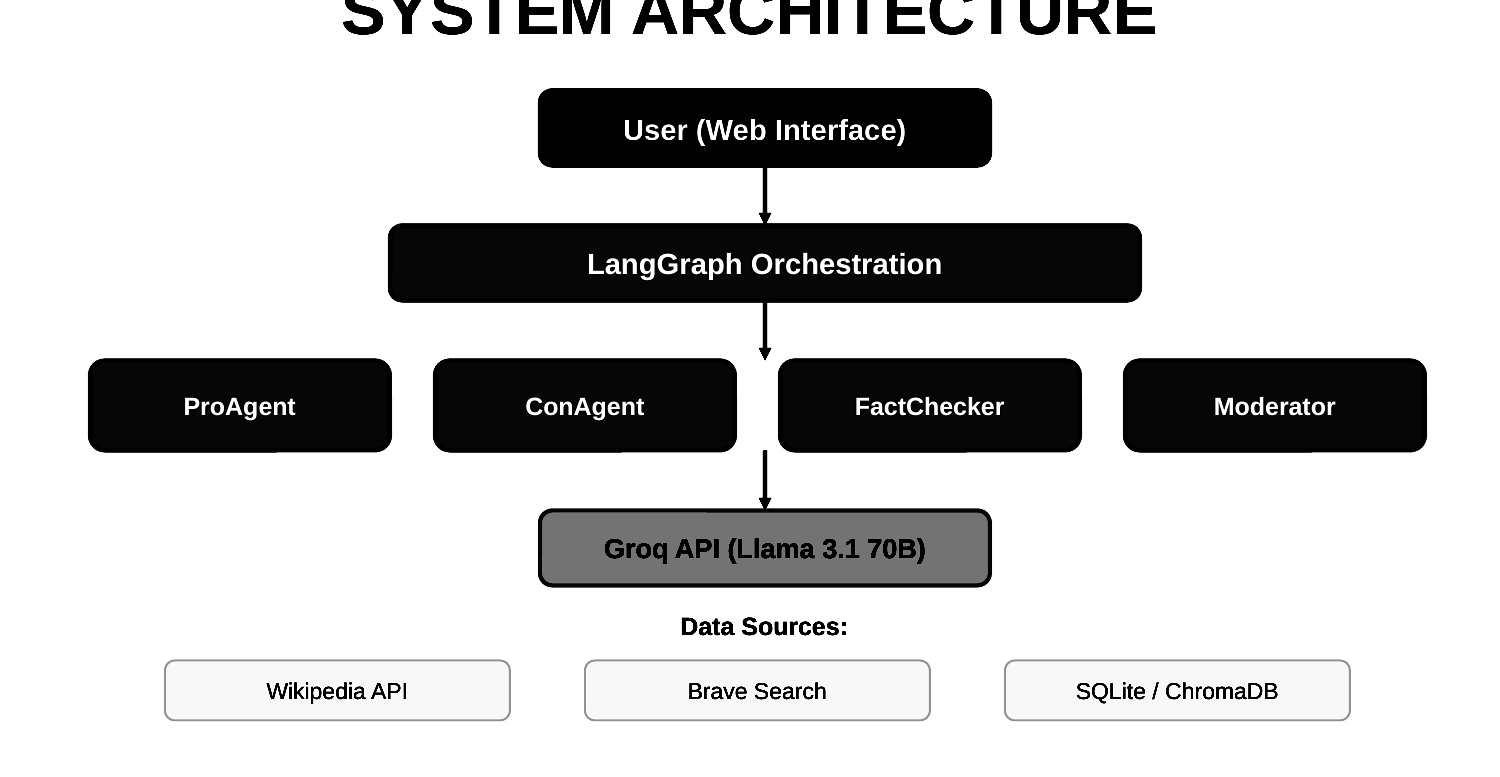 SYSTEM ARCHITECTURE
User (Web Interface)
LangGraph Orchestration
ProAgent
ConAgent
FactChecker
Moderator
Groq API (Llama 3.1 70B)
Data Sources:
Wikipedia API
Brave Search
SQLite / ChromaDB